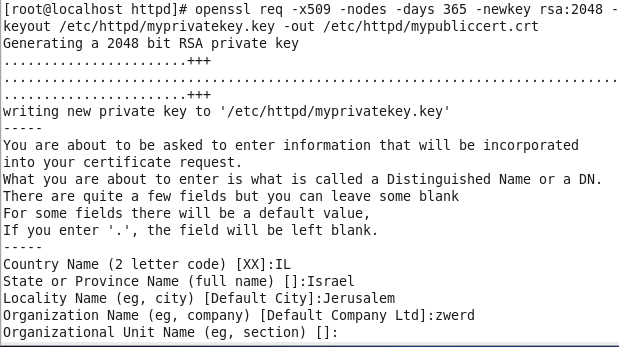 [root@localhost httpd]# openssl req -x509 -nodes -days 365 -newkey rsa:2048 -
keyout /etc/httpd/myprivatekey.key -out /etc/httpd/mypubliccert.crt
Generating a 2048 bit RSA private key
.......................+++
............................................................................
.......................+++
writing new private key to '/etc/httpd/myprivatekey.key'
-----
You are about to be asked to enter information that will be incorporated
into your certificate request.
What you are about to enter is what is called a Distinguished Name or a DN.
There are quite a few fields but you can leave some blank
For some fields there will be a default value,
If you enter '.', the field will be left blank.
-----
Country Name (2 letter code) [XX]:IL
State or Province Name (full name) []:Israel
Locality Name (eg, city) [Default City]:Jerusalem
Organization Name (eg, company) [Default Company Ltd]:zwerd
Organizational Unit Name (eg, section) []: